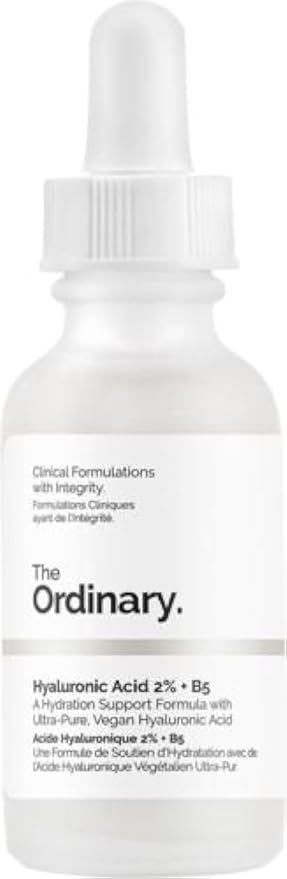 Clinical Formulations
with Integrity.
Formulations Cliniques
ayant de l'Intégrité.
The
Ordinary.
Hyaluronic Acid 2% + B5
A Hydration Support Formula with
Ultra-Pure, Vegan Hyaluronic Acid
Acide Hyaluronique 2% + B5
Une Formule de Soutien d'Hydratation avec de
l'Acide Hyaluronique Végétalien Ultra-Pur